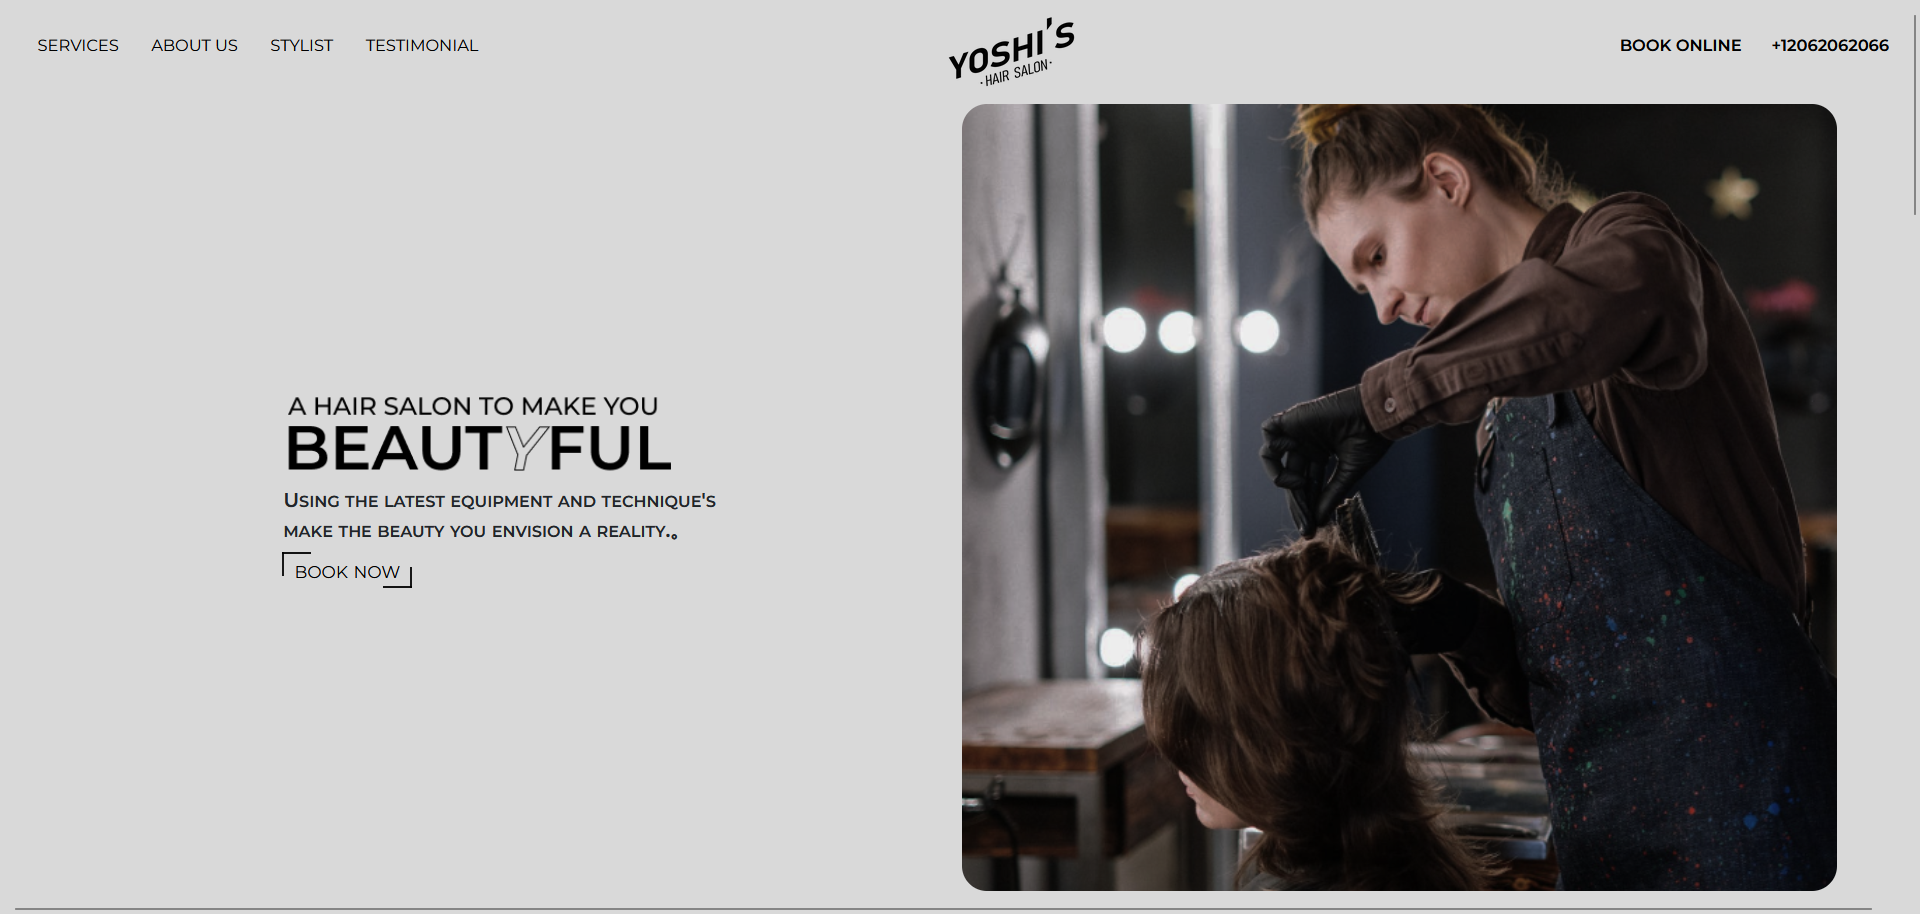 SERVICES ABOUT US STYLIST TESTIMONIAL
YOSHI'S
·HAIR SALON·
BOOK ONLINE +12062062066
A HAIR SALON TO MAKE YOU
BEAUTYFUL
Using the latest equipment and technique's
make the beauty you envision a reality.。
BOOK NOW